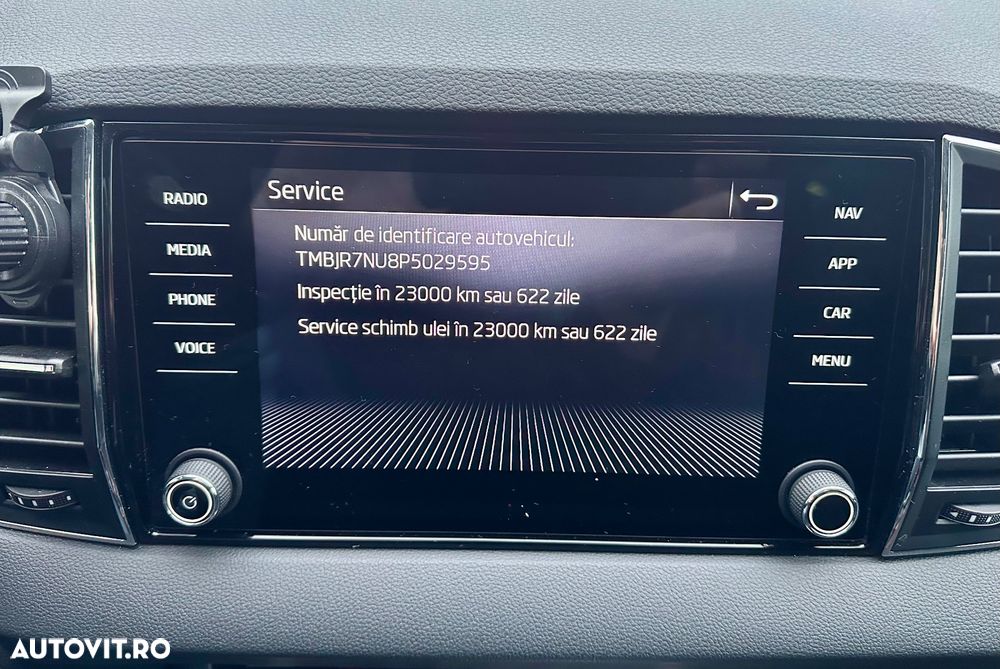 Service
RADIO
MEDIA
PHONE
VOICE
Număr de identificare autovehicul:
TMBJR7NU8P5029595
Inspecție în 23000 km sau 622 zile
Service schimb ulei în 23000 km sau 622 zile
NAV
APP
CAR
MENU
AUTOVIT.RO